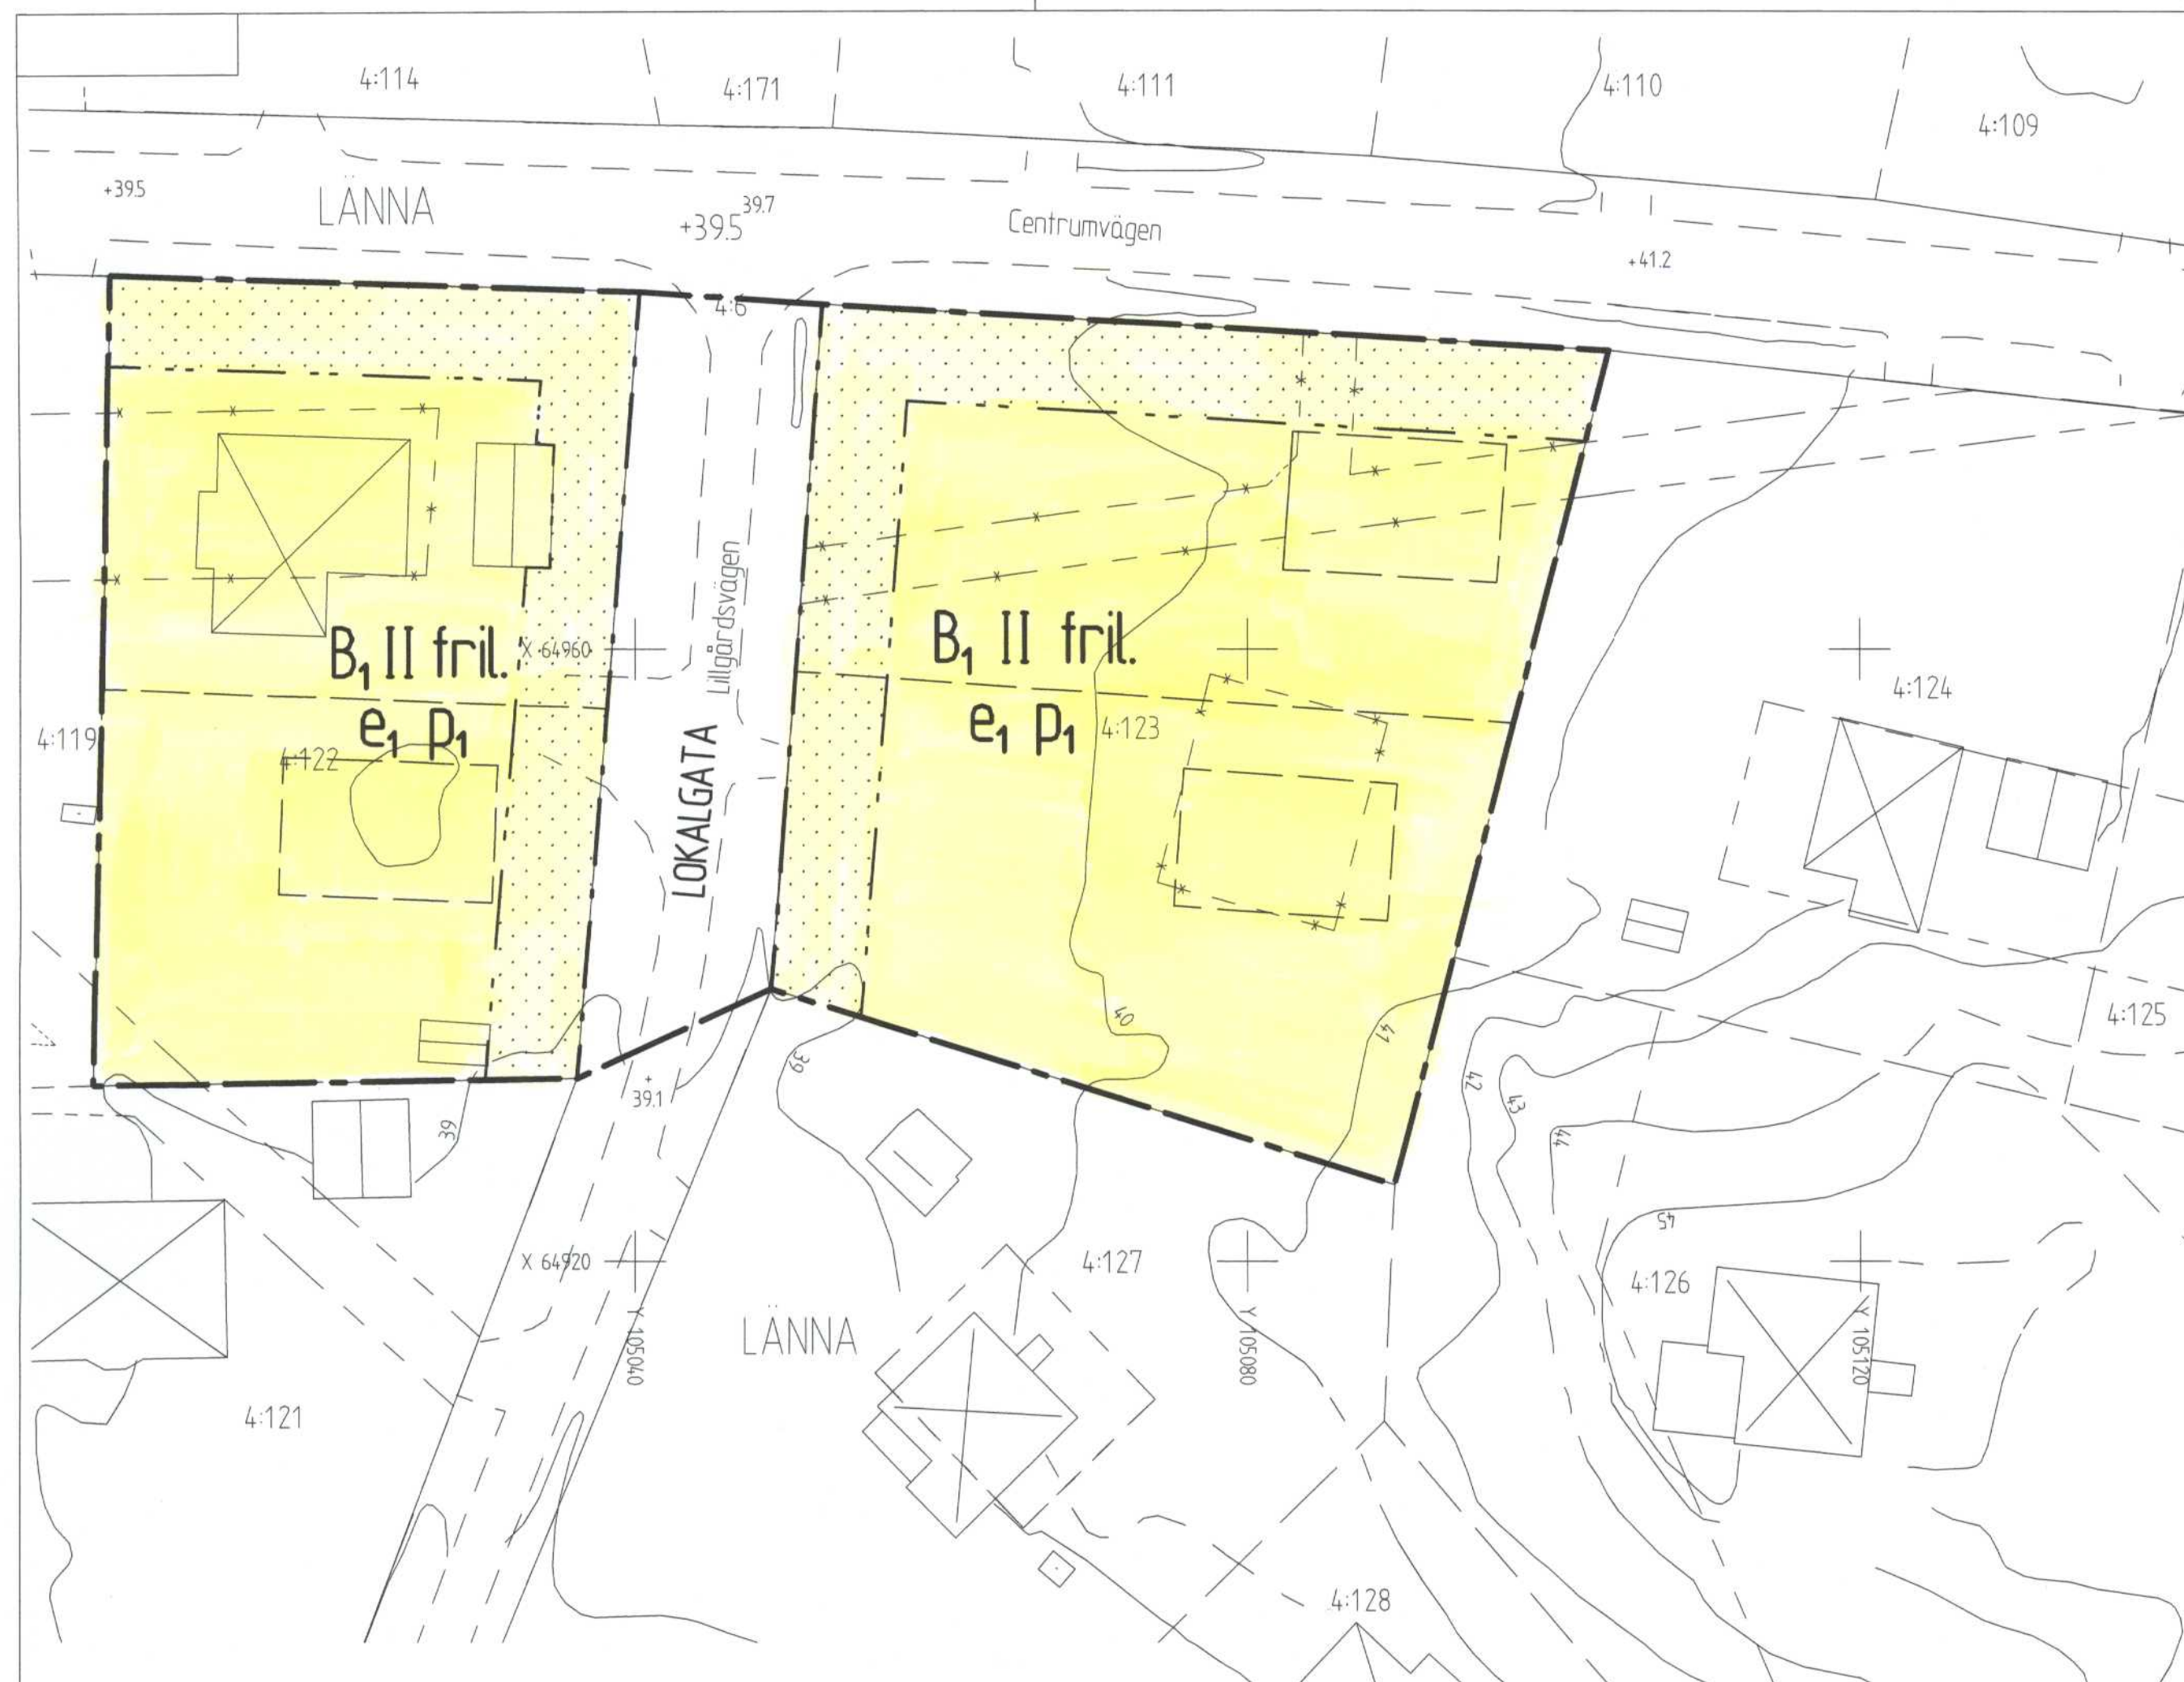 4:114
4:171
4:111
4:110
4:109
+39.5
LÄNNA
+39.5
39.7
Centrumvägen
+41.2
4:6
B₁ II fril.
e₁ p₁
4:122
X 64960
Lillgårdsvägen
LOKALGATA
B₁ II fril.
e₁ p₁
4:123
4:124
4:119
4:125
40
41
42
43
44
45
39
39
+
39.1
X 64920
Y 105040
LÄNNA
4:127
Y 105080
4:126
Y 105120
4:121
4:128